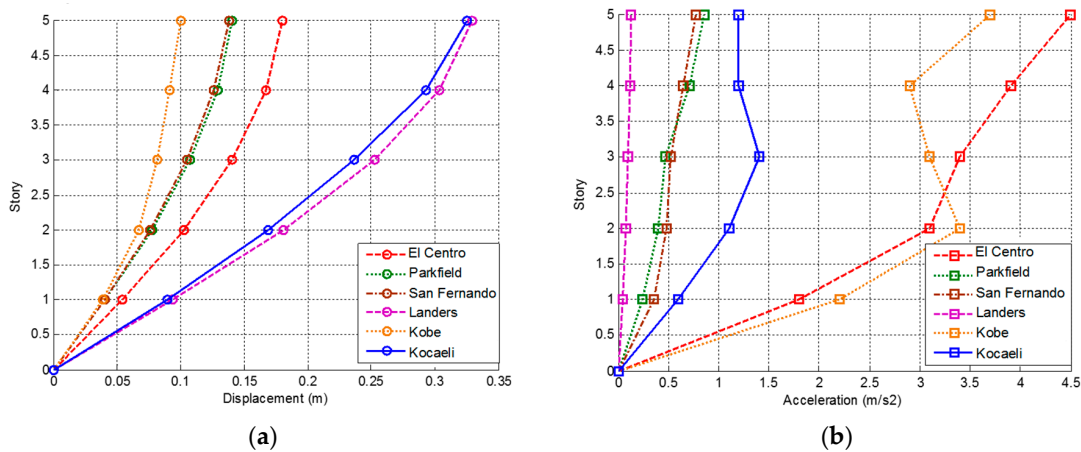 5
4.5
4
3.5
3
2.5
2
1.5
1
0.5
0
Story
0
0.05
0.1
0.15
0.2
0.25
0.3
0.35
Displacement (m)
El Centro
Parkfield
San Fernando
Landers
Kobe
Kocaeli
(a)
5
4.5
4
3.5
3
2.5
2
1.5
1
0.5
0
Story
0
0.5
1
1.5
2
2.5
3
3.5
4
4.5
Acceleration (m/s2)
El Centro
Parkfield
San Fernando
Landers
Kobe
Kocaeli
(b)